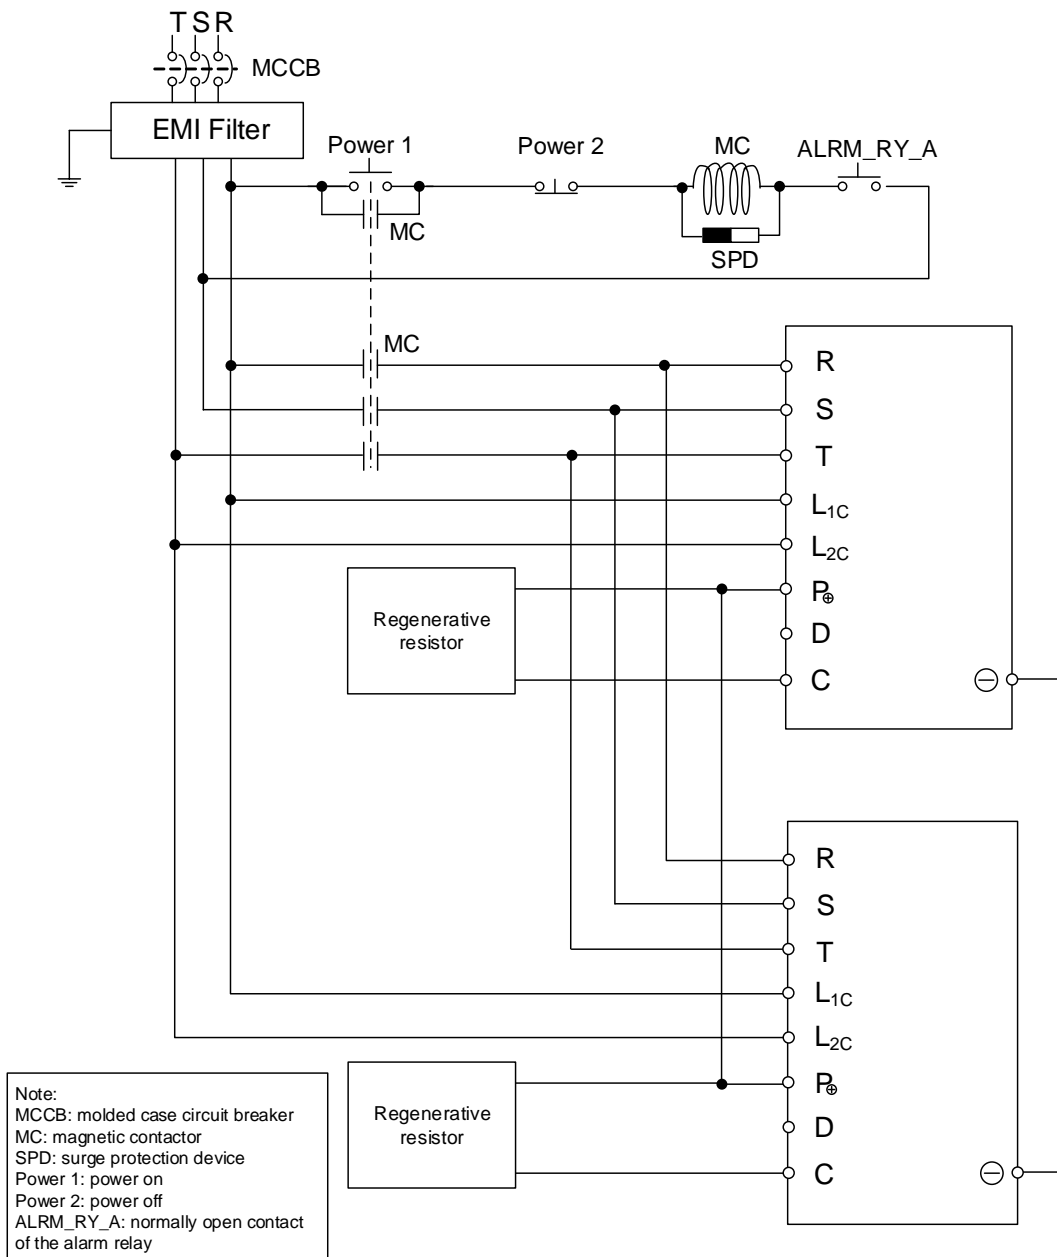 T S R
MCCB
EMI Filter
Power 1
Power 2
MC
ALRM_RY_A
MC
SPD
MC
R
S
T
L1C
L2C
P⊕
D
C
⊖
Regenerative
resistor
R
S
T
L1C
L2C
P⊕
D
C
⊖
Regenerative
resistor
Note:
MCCB: molded case circuit breaker
MC: magnetic contactor
SPD: surge protection device
Power 1: power on
Power 2: power off
ALRM_RY_A: normally open contact
of the alarm relay